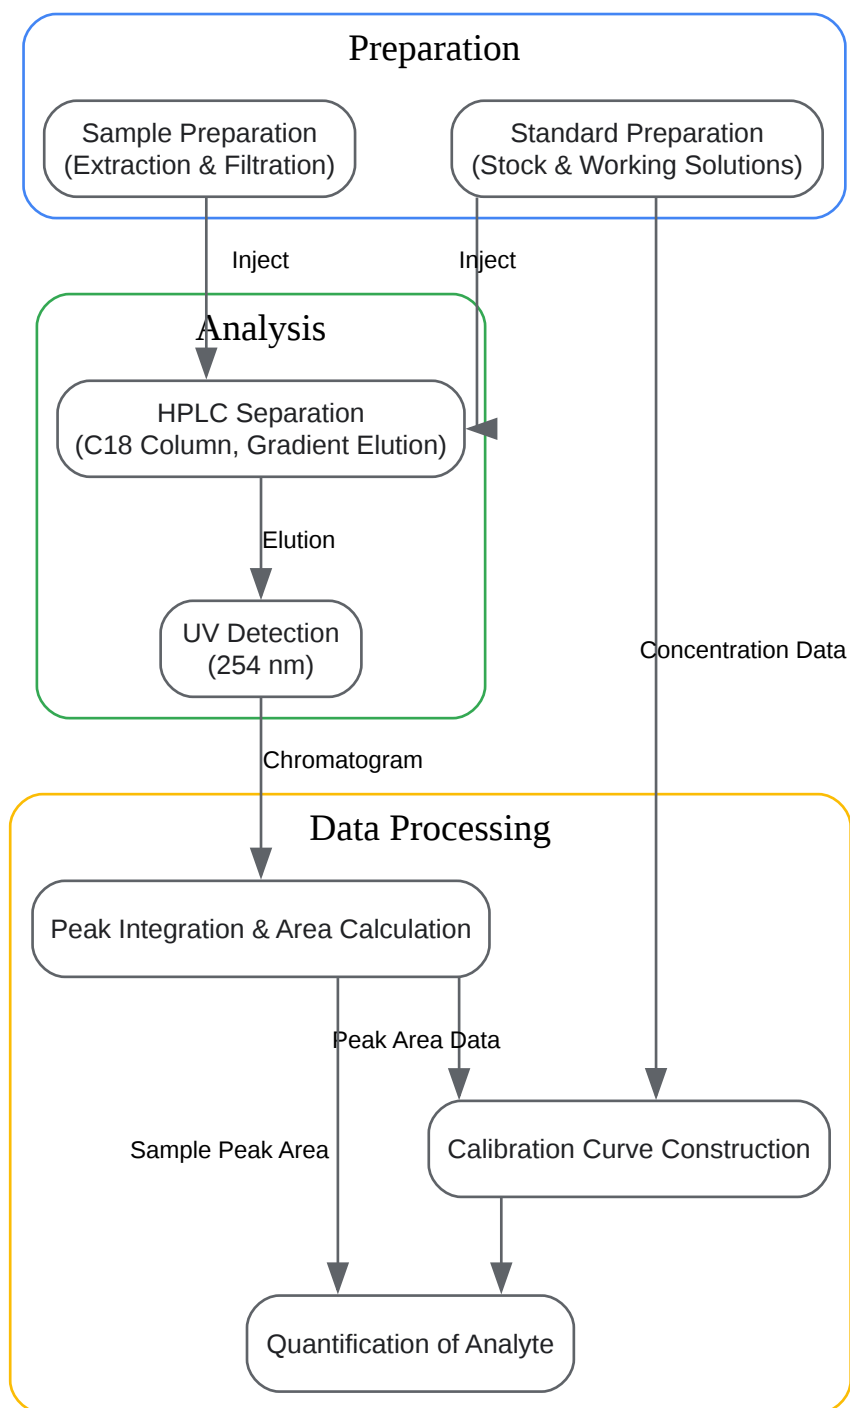 Preparation
Sample Preparation
(Extraction & Filtration)
Standard Preparation
(Stock & Working Solutions)
Inject
Inject
Analysis
HPLC Separation
(C18 Column, Gradient Elution)
Elution
UV Detection
(254 nm)
Concentration Data
Chromatogram
Data Processing
Peak Integration & Area Calculation
Peak Area Data
Sample Peak Area
Calibration Curve Construction
Quantification of Analyte